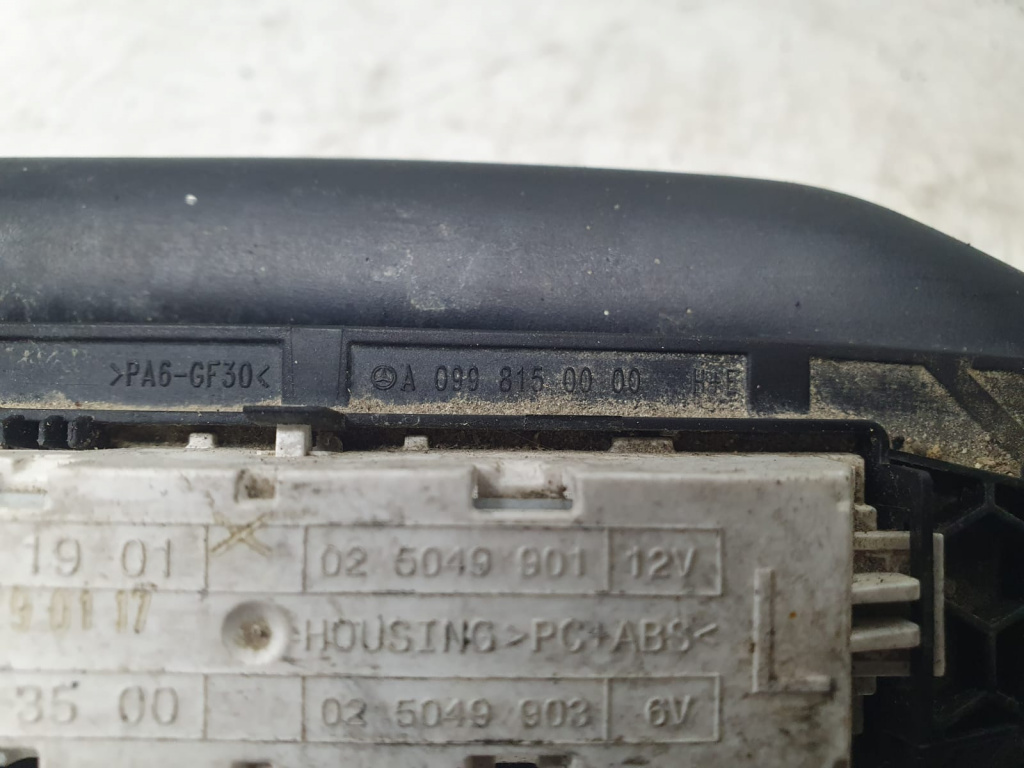 >PA6-GF30< A 099 815 00 00 H+E
19 01 02 5049 901 12V
90117
HOUSING >PC+ABS<
35 00 02 5049 903 6V